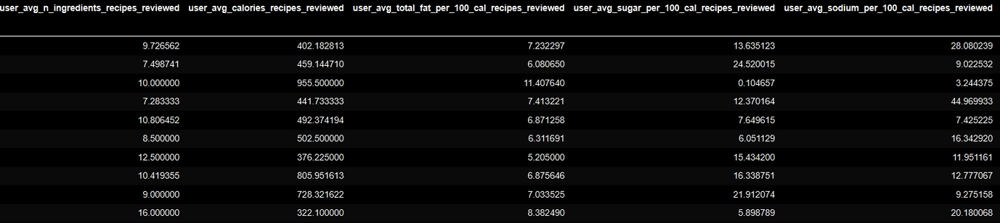 user_avg_n_ingredients_recipes_reviewed user_avg_calories_recipes_reviewed user_avg_total_fat_per_100_cal_recipes_reviewed user_avg_sugar_per_100_cal_recipes_reviewed user_avg_sodium_per_100_cal_recipes_reviewed
9.726562 402.182813 7.232297 13.635123 28.080239
7.498741 459.144710 6.080650 24.520015 9.022532
10.000000 955.500000 11.407640 0.104657 3.244375
7.283333 441.733333 7.413221 12.370164 44.969933
10.806452 492.374194 6.871258 7.649615 7.425225
8.500000 502.500000 6.311691 6.051129 16.342920
12.500000 376.225000 5.205000 15.434200 11.951161
10.419355 805.951613 6.875646 16.338751 12.777067
9.000000 728.321622 7.033525 21.912074 9.275158
16.000000 322.100000 8.382490 5.898789 20.180068